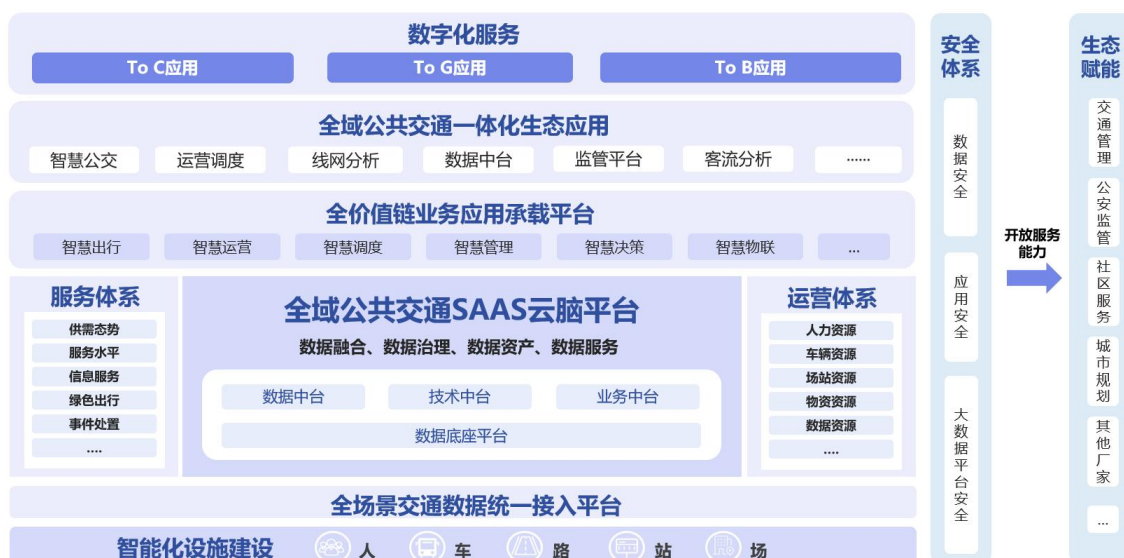 数字化服务
To C应用
To G应用
To B应用
全域公共交通一体化生态应用
智慧公交
运营调度
线网分析
数据中台
监管平台
客流分析
......
全价值链业务应用承载平台
智慧出行
智慧运营
智慧调度
智慧管理
智慧决策
智慧物联
...
服务体系
供需态势
服务水平
信息服务
绿色出行
事件处置
....
全域公共交通SAAS云脑平台
数据融合、数据治理、数据资产、数据服务
数据中台
技术中台
业务中台
数据底座平台
运营体系
人力资源
车辆资源
场站资源
物资资源
数据资源
....
全场景交通数据统一接入平台
智能化设施建设
人
车
路
站
场
安全
体系
数据安全
应用安全
大数据平台安全
开放服务
能力
生态
赋能
交通管理
公安监管
社区服务
城市规划
其他厂家
...